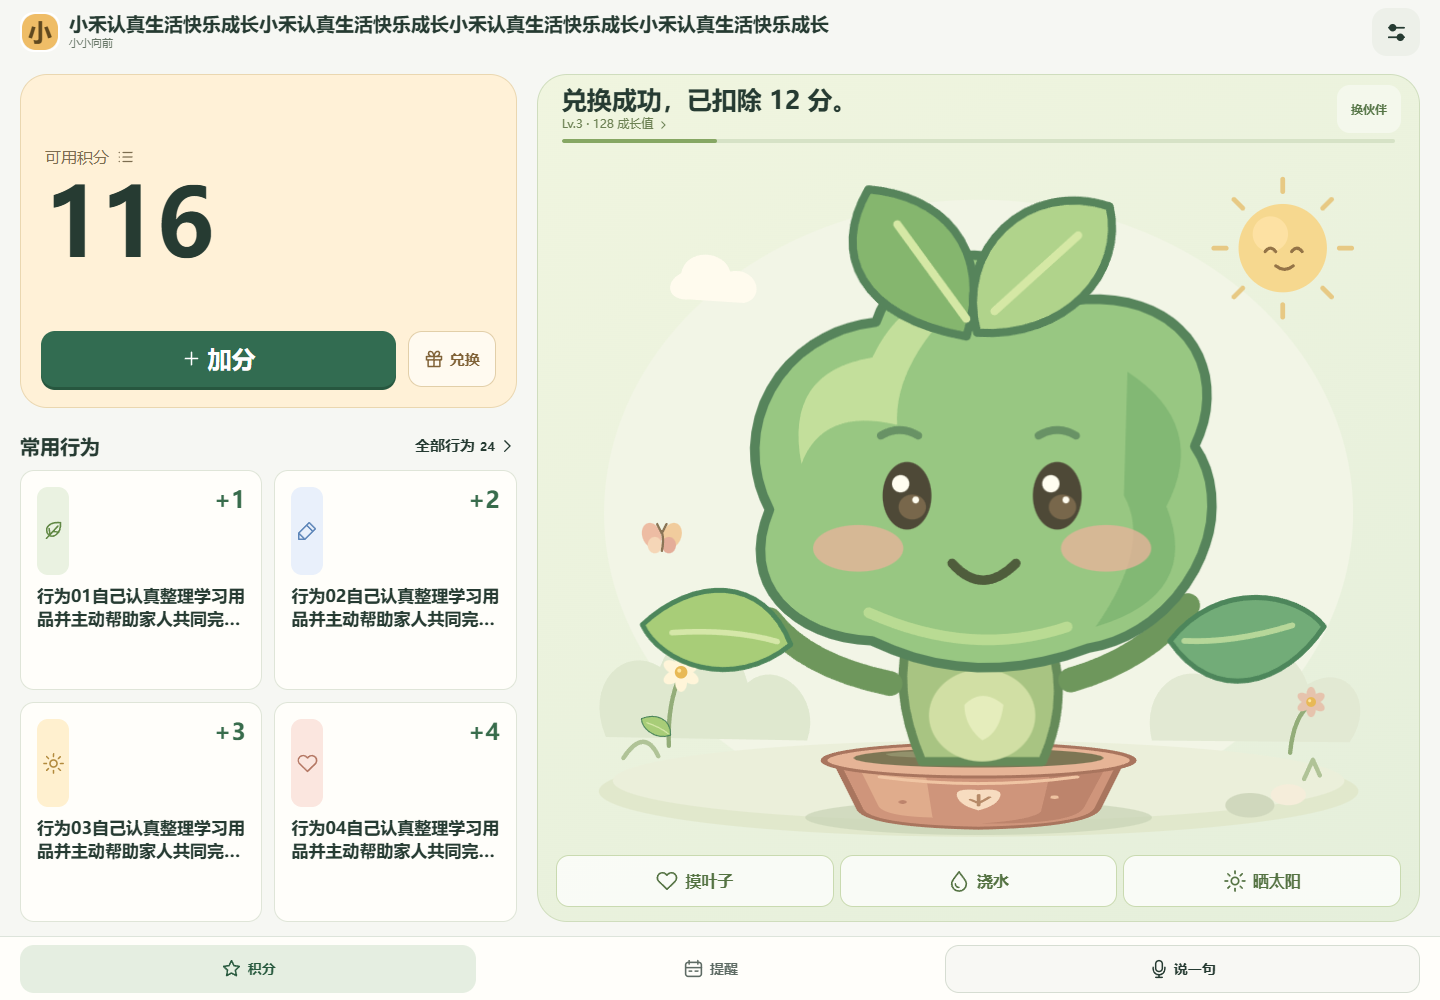 小
小禾认真生活快乐成长小禾认真生活快乐成长小禾认真生活快乐成长小禾认真生活快乐成长
小小向前
可用积分
116
+ 加分
兑换
兑换成功，已扣除 12 分。
Lv.3 · 128 成长值 >
换伙伴
常用行为
全部行为 24 >
+1
行为01自己认真整理学习用
品并主动帮助家人共同完...
+2
行为02自己认真整理学习用
品并主动帮助家人共同完...
+3
行为03自己认真整理学习用
品并主动帮助家人共同完...
+4
行为04自己认真整理学习用
品并主动帮助家人共同完...
摸叶子
浇水
晒太阳
积分
提醒
说一句